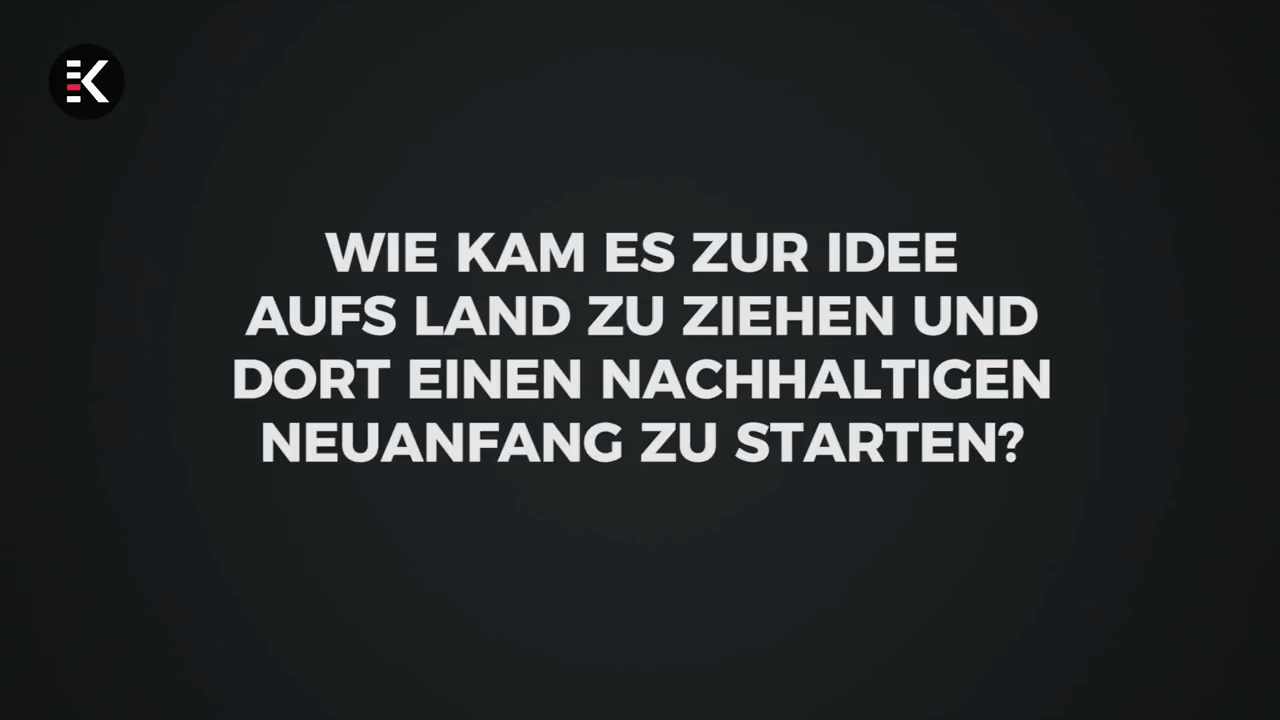 K
WIE KAM ES ZUR IDEE
AUFS LAND ZU ZIEHEN UND
DORT EINEN NACHHALTIGEN
NEUANFANG ZU STARTEN?